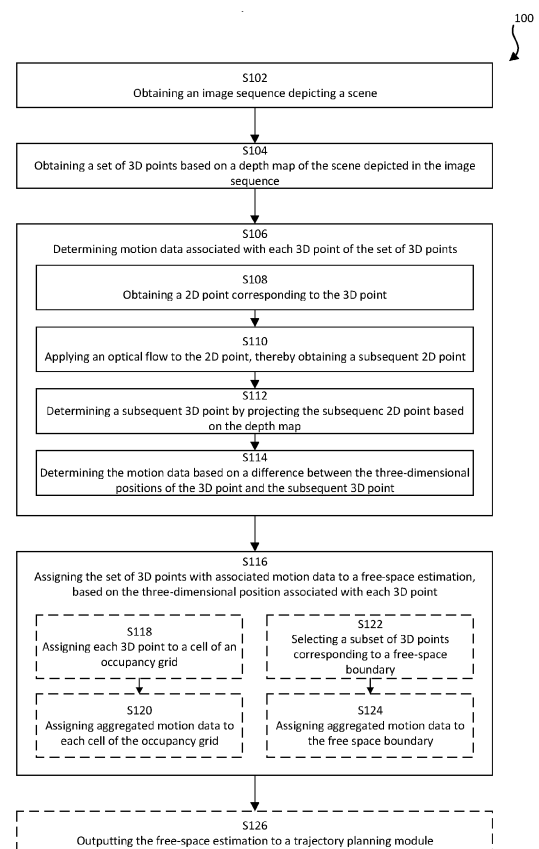 100
S102
Obtaining an image sequence depicting a scene
S104
Obtaining a set of 3D points based on a depth map of the scene depicted in the image
sequence
S106
Determining motion data associated with each 3D point of the set of 3D points
S108
Obtaining a 2D point corresponding to the 3D point
S110
Applying an optical flow to the 2D point, thereby obtaining a subsequent 2D point
S112
Determining a subsequent 3D point by projecting the subsequenc 2D point based
on the depth map
S114
Determining the motion data based on a difference between the three-dimensional
positions of the 3D point and the subsequent 3D point
S116
Assigning the set of 3D points with associated motion data to a free-space estimation,
based on the three-dimensional position associated with each 3D point
S118
Assigning each 3D point to a cell of an
occupancy grid
S122
Selecting a subset of 3D points
corresponding to a free-space
boundary
S120
Assigning aggregated motion data to
each cell of the occupancy grid
S124
Assigning aggregated motion data to
the free space boundary
S126
Outputting the free-space estimation to a trajectory planning module